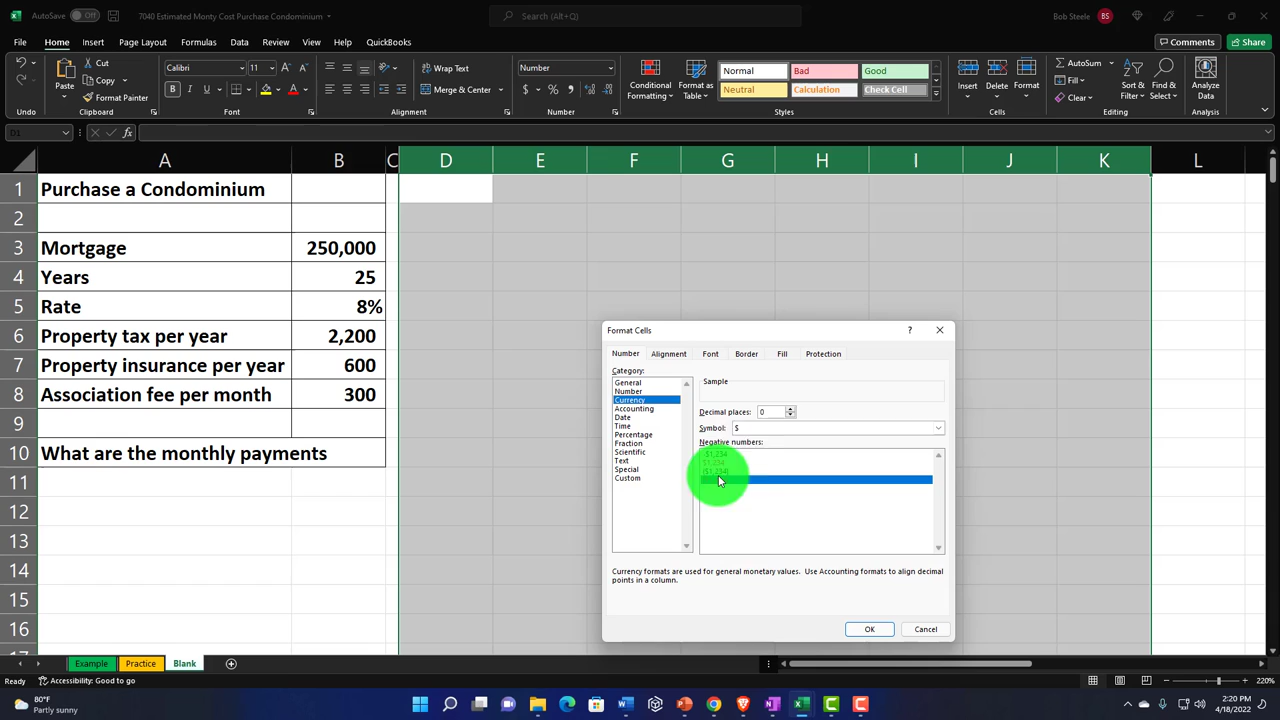 AutoSave Off 7040 Estimated Monty Cost Purchase Condominium Search (Alt+Q) Bob Steele BS
File Home Insert Page Layout Formulas Data Review View Help QuickBooks Comments Share
Cut
Copy
Format Painter
Paste
Calibri 11
B I U
Wrap Text
Merge & Center
Number
$ % ,
Conditional Formatting
Format as Table
Normal Bad Good
Neutral Calculation Check Cell
Insert Delete Format
AutoSum
Fill
Clear
Sort & Filter
Find & Select
Analyze Data
Undo Clipboard Font Alignment Number Styles Cells Editing Analysis
D1 fx
A B C D E F G H I J K L
1 Purchase a Condominium
2
3 Mortgage 250,000
4 Years 25
5 Rate 8%
6 Property tax per year 2,200
7 Property insurance per year 600
8 Association fee per month 300
9
10 What are the monthly payments
11
12
13
14
15
16
Format Cells ?
Number Alignment Font Border Fill Protection
Category:
General
Number
Currency
Accounting
Date
Time
Percentage
Fraction
Scientific
Text
Special
Custom
Sample
Decimal places: 0
Symbol: $
Negative numbers:
-$1,234
$1,234
($1,234)
Currency formats are used for general monetary values. Use Accounting formats to align decimal
points in a column.
OK Cancel
Example Practice Blank
Ready Accessibility: Good to go 220%
80°F
Partly sunny
2:20 PM
4/18/2022